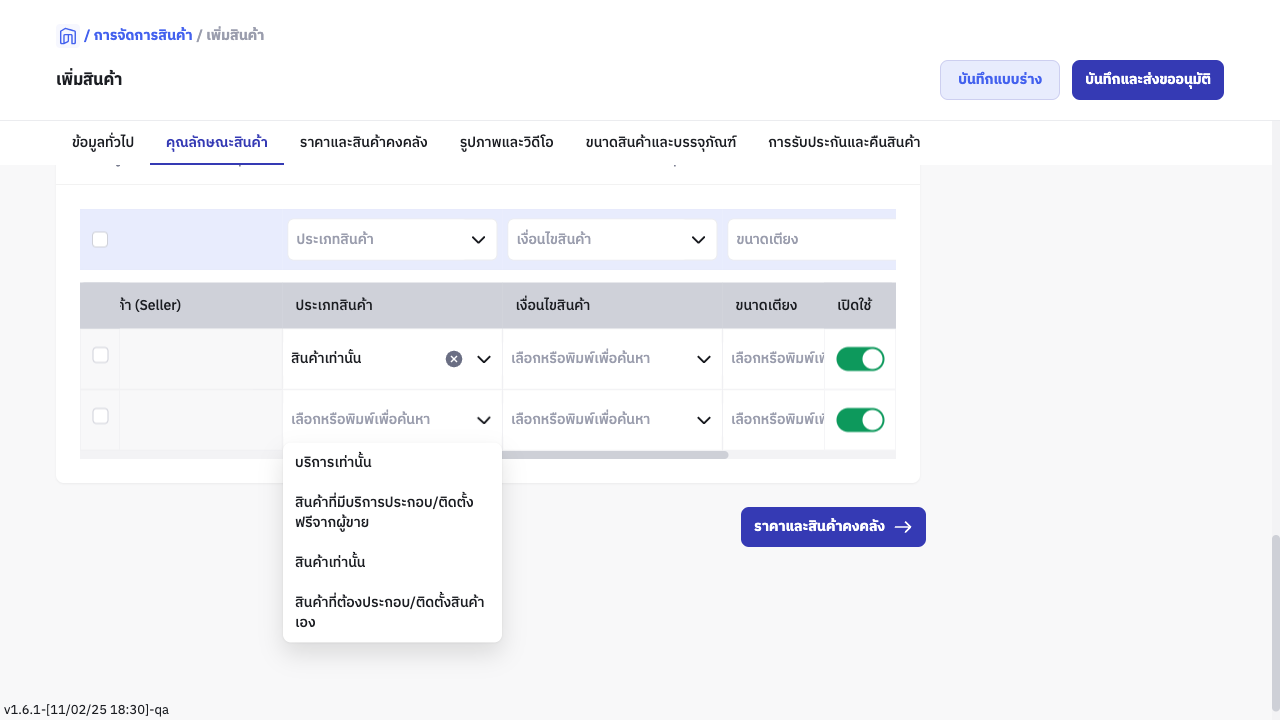 / การจัดการสินค้า / เพิ่มสินค้า
เพิ่มสินค้า
บันทึกแบบร่าง
บันทึกและส่งขออนุมัติ
ข้อมูลทั่วไป
คุณลักษณะสินค้า
ราคาและสินค้าคงคลัง
รูปภาพและวิดีโอ
ขนาดสินค้าและบรรจุภัณฑ์
การรับประกันและคืนสินค้า
ประเภทสินค้า
เงื่อนไขสินค้า
ขนาดเตียง
ค้า (Seller)
ประเภทสินค้า
เงื่อนไขสินค้า
ขนาดเตียง
เปิดใช้
สินค้าเท่านั้น
เลือกหรือพิมพ์เพื่อค้นหา
เลือกหรือพิมพ์เพื่
เลือกหรือพิมพ์เพื่อค้นหา
เลือกหรือพิมพ์เพื่อค้นหา
เลือกหรือพิมพ์เพื่
บริการเท่านั้น
สินค้าที่มีบริการประกอบ/ติดตั้ง
ฟรีจากผู้ขาย
สินค้าเท่านั้น
สินค้าที่ต้องประกอบ/ติดตั้งสินค้า
เอง
ราคาและสินค้าคงคลัง
v1.6.1-[11/02/25 18:30]-qa